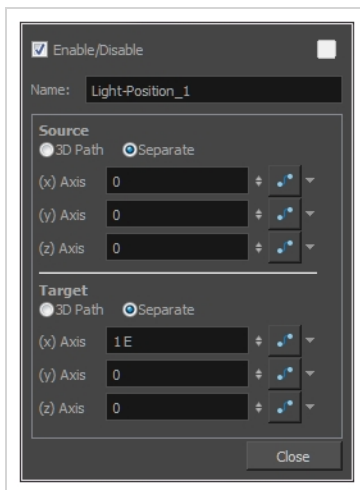 Enable/Disable
Name: Light-Position_1
Source
3D Path Separate
(x) Axis 0
(y) Axis 0
(z) Axis 0
Target
3D Path Separate
(x) Axis 1 E
(y) Axis 0
(z) Axis 0
Close